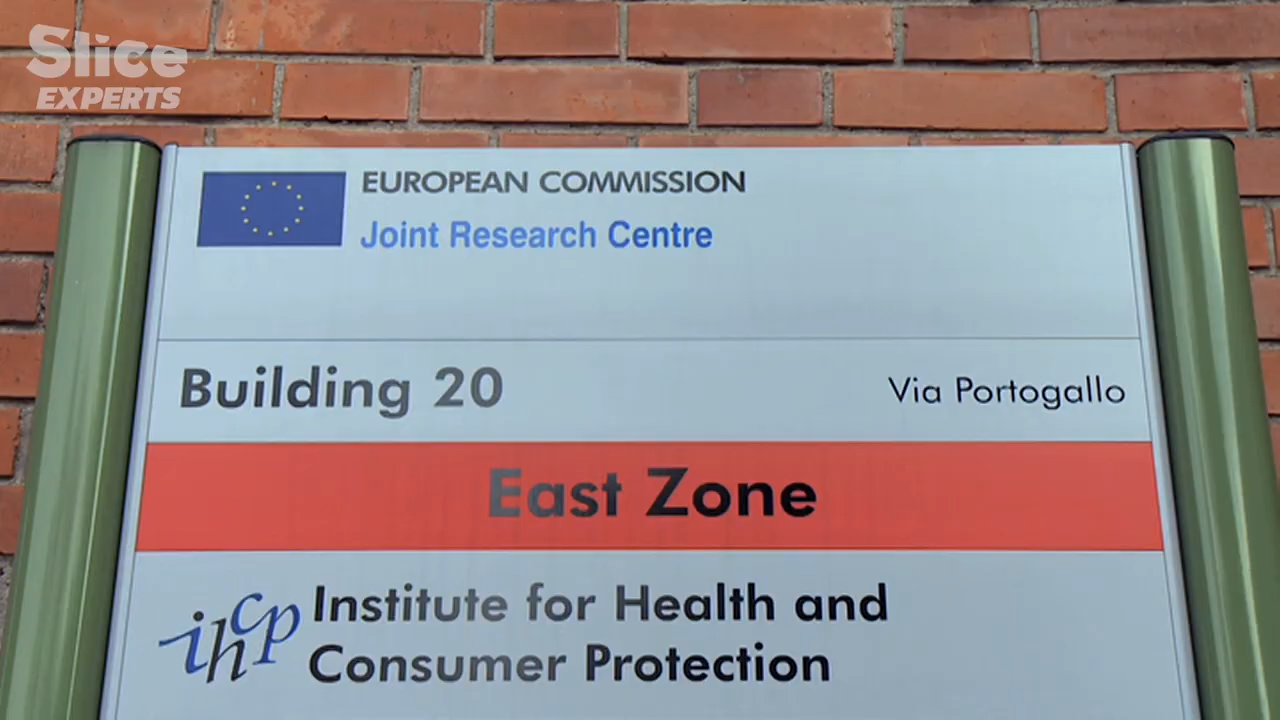 Slice
EXPERTS
EUROPEAN COMMISSION
Joint Research Centre
Building 20
Via Portogallo
East Zone
ihcp
Institute for Health and
Consumer Protection